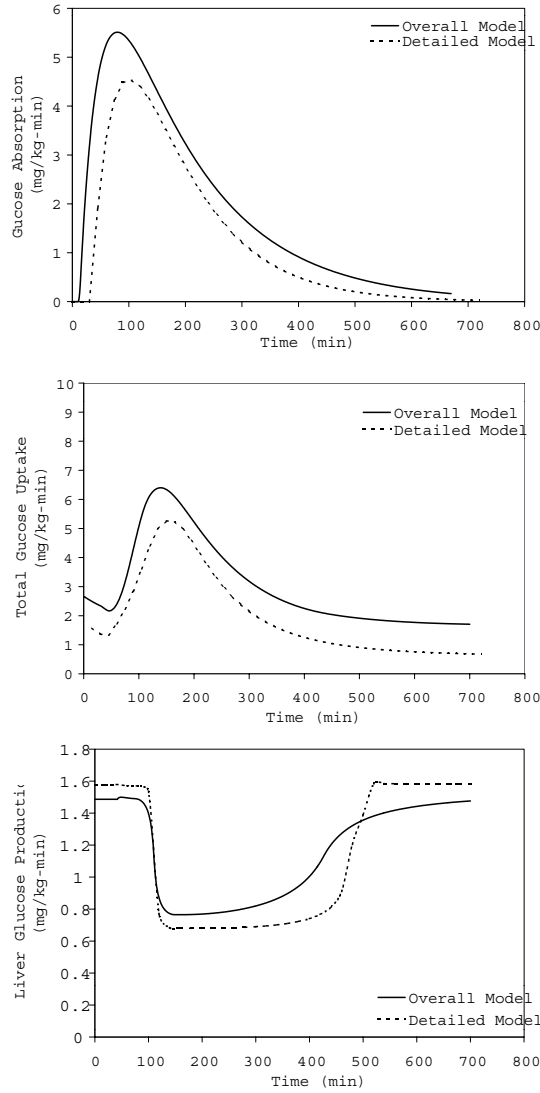 6
5
4
3
2
1
0
Gucose Absorption
(mg/kg-min)
Overall Model
Detailed Model
0 100 200 300 400 500 600 700 800
Time (min)
10
9
8
7
6
5
4
3
2
1
0
Total Gucose Uptake
(mg/kg-min)
Overall Model
Detailed Model
0 100 200 300 400 500 600 700 800
Time (min)
1.8
1.6
1.4
1.2
1
0.8
0.6
0.4
0.2
0
Liver Glucose Producti
(mg/kg-min)
Overall Model
Detailed Model
0 100 200 300 400 500 600 700 800
Time (min)